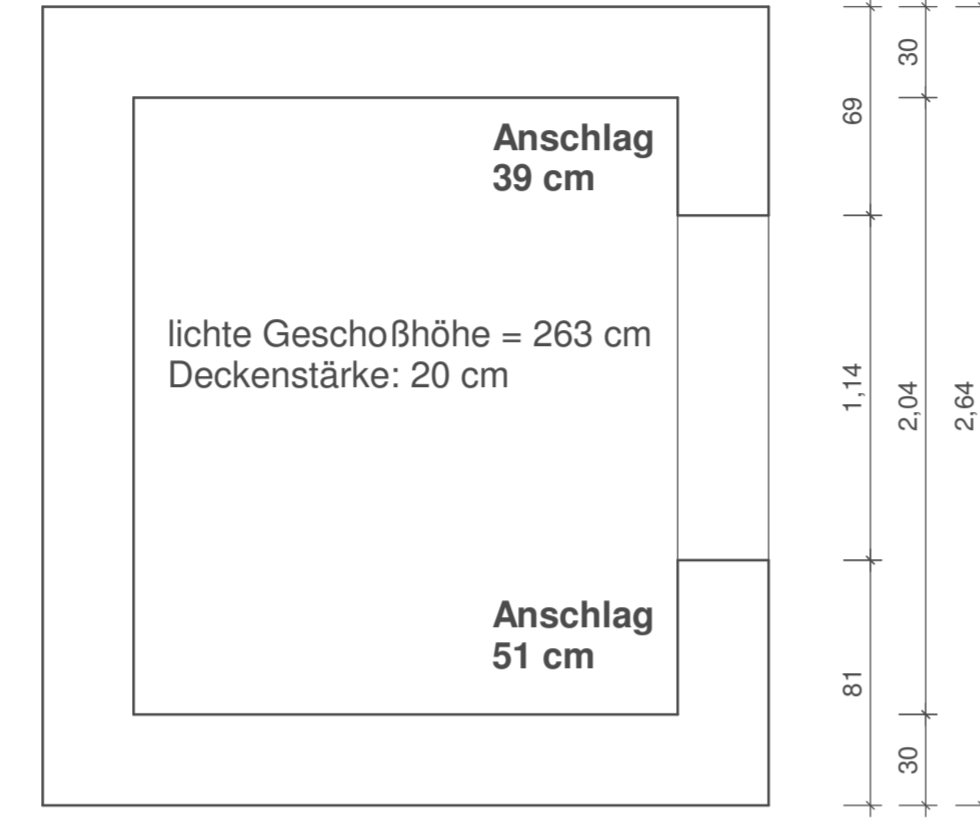 Anschlag
39 cm
lichte Geschoßhöhe = 263 cm
Deckenstärke: 20 cm
Anschlag
51 cm
69
1,14
81
30
2,04
30
2,64